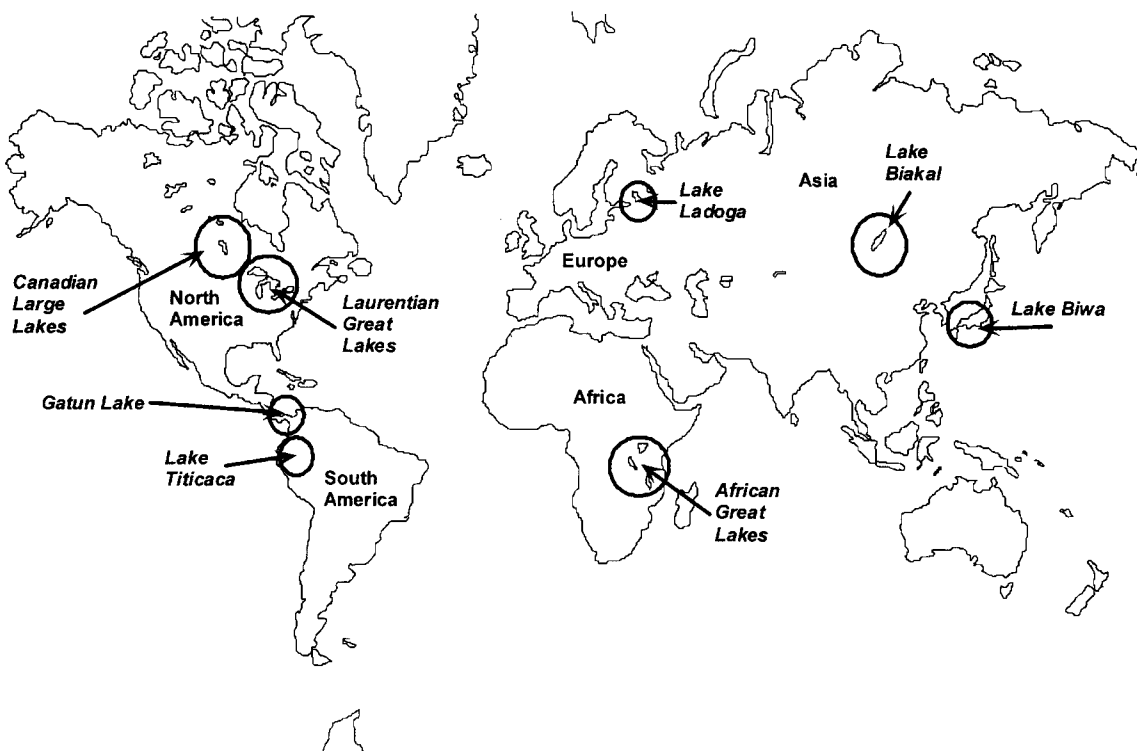 Lake
Biakal
Asia
Lake
Ladoga
Europe
Canadian
Large
Lakes
North
America
Laurentian
Great
Lakes
Lake Biwa
Gatun Lake
Africa
Lake
Titicaca
South
America
African
Great
Lakes